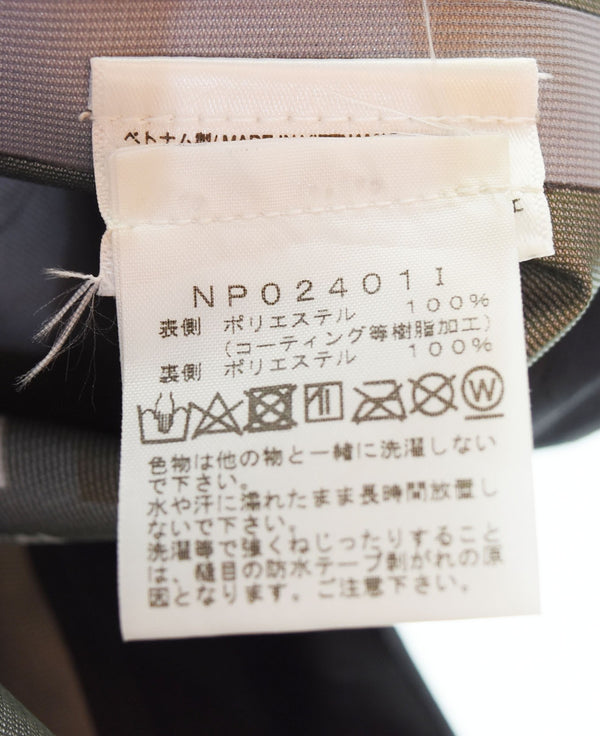 ベトナム製/MADE IN
NP02401I
表側 ポリエステル 100%
(コーティング等樹脂加工)
裏側 ポリエステル 100%
W
色物は他の物と一緒に洗濯しない
で下さい。
水や汗に濡れたまま長時間放置し
ないで下さい。
洗濯等で強くねじったりすること
は、縫目の防水テープ剥がれの原
因となります。ご注意下さい。